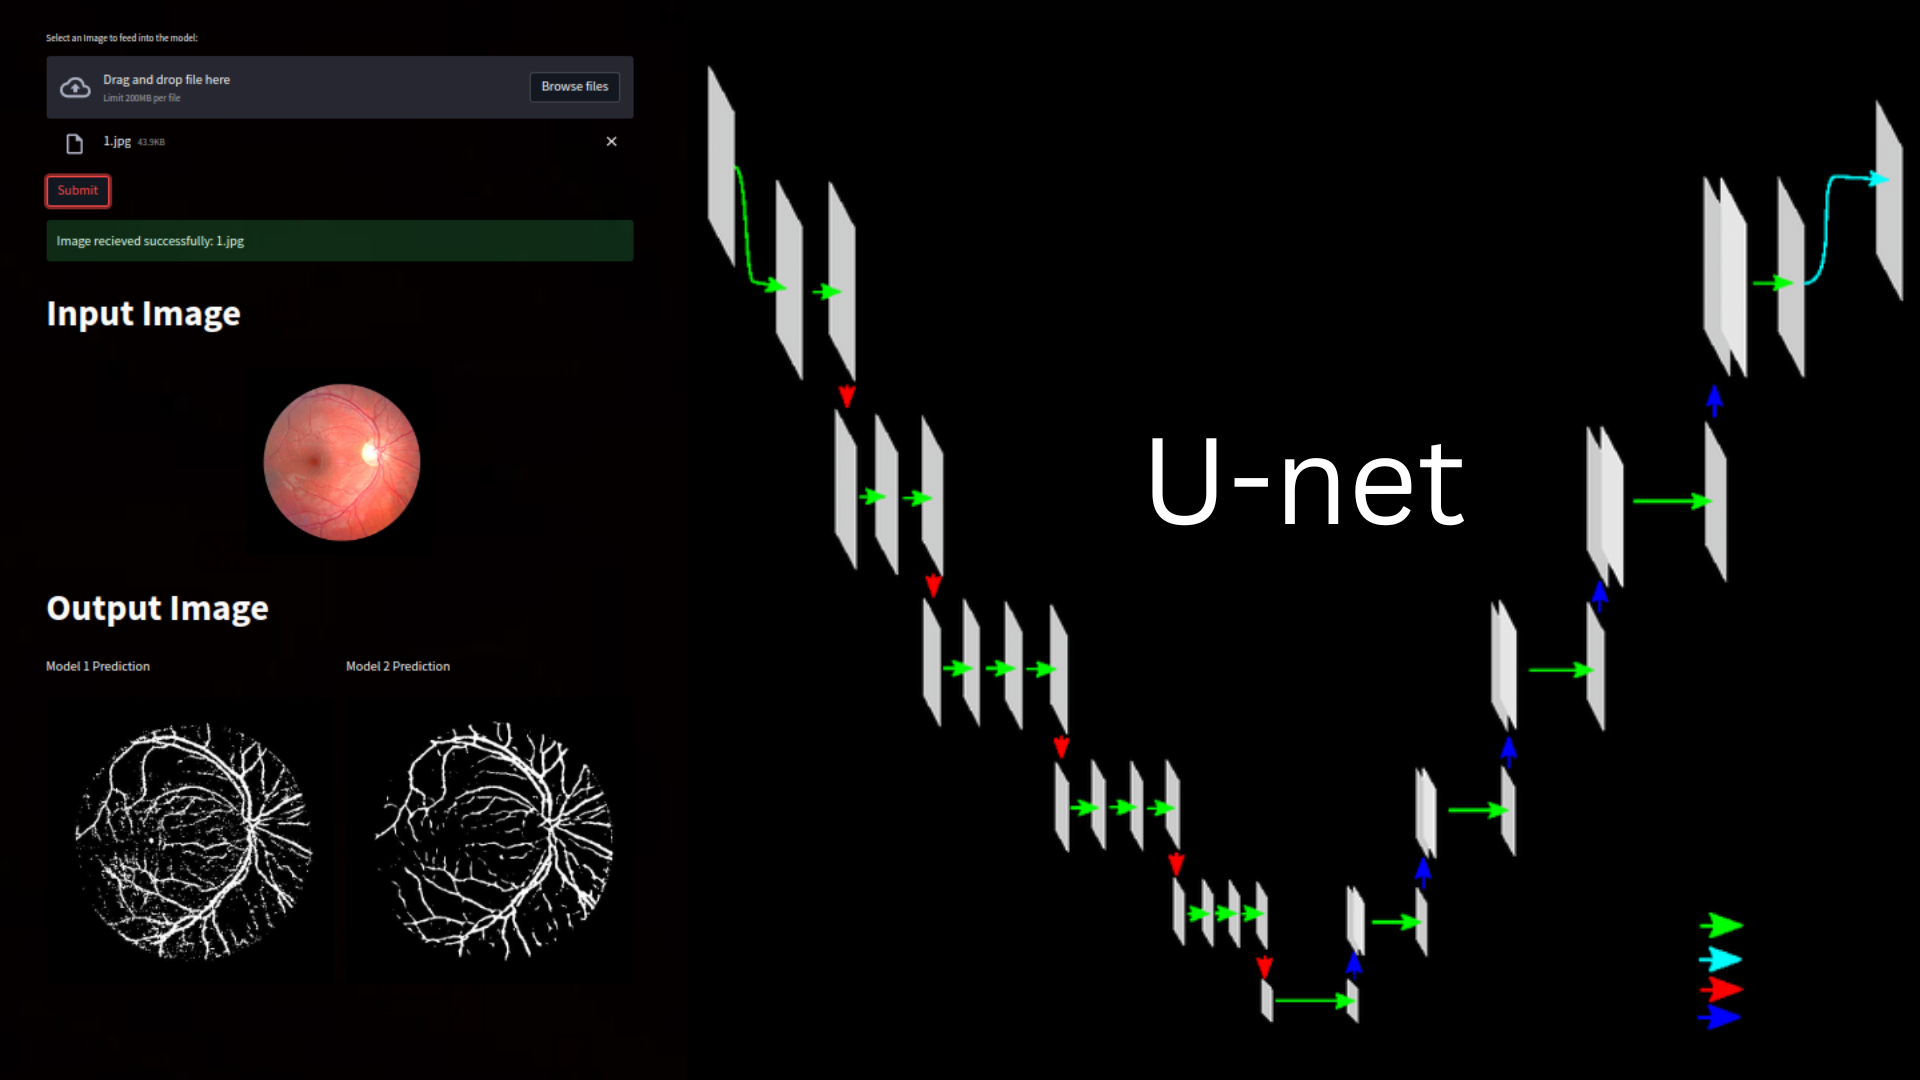 Select an Image to feed into the model:
Drag and drop file here
Limit 200MB per file
Browse files
1.jpg 43.9KB
Submit
Image recieved successfully: 1.jpg
Input Image
Output Image
Model 1 Prediction
Model 2 Prediction
U-net